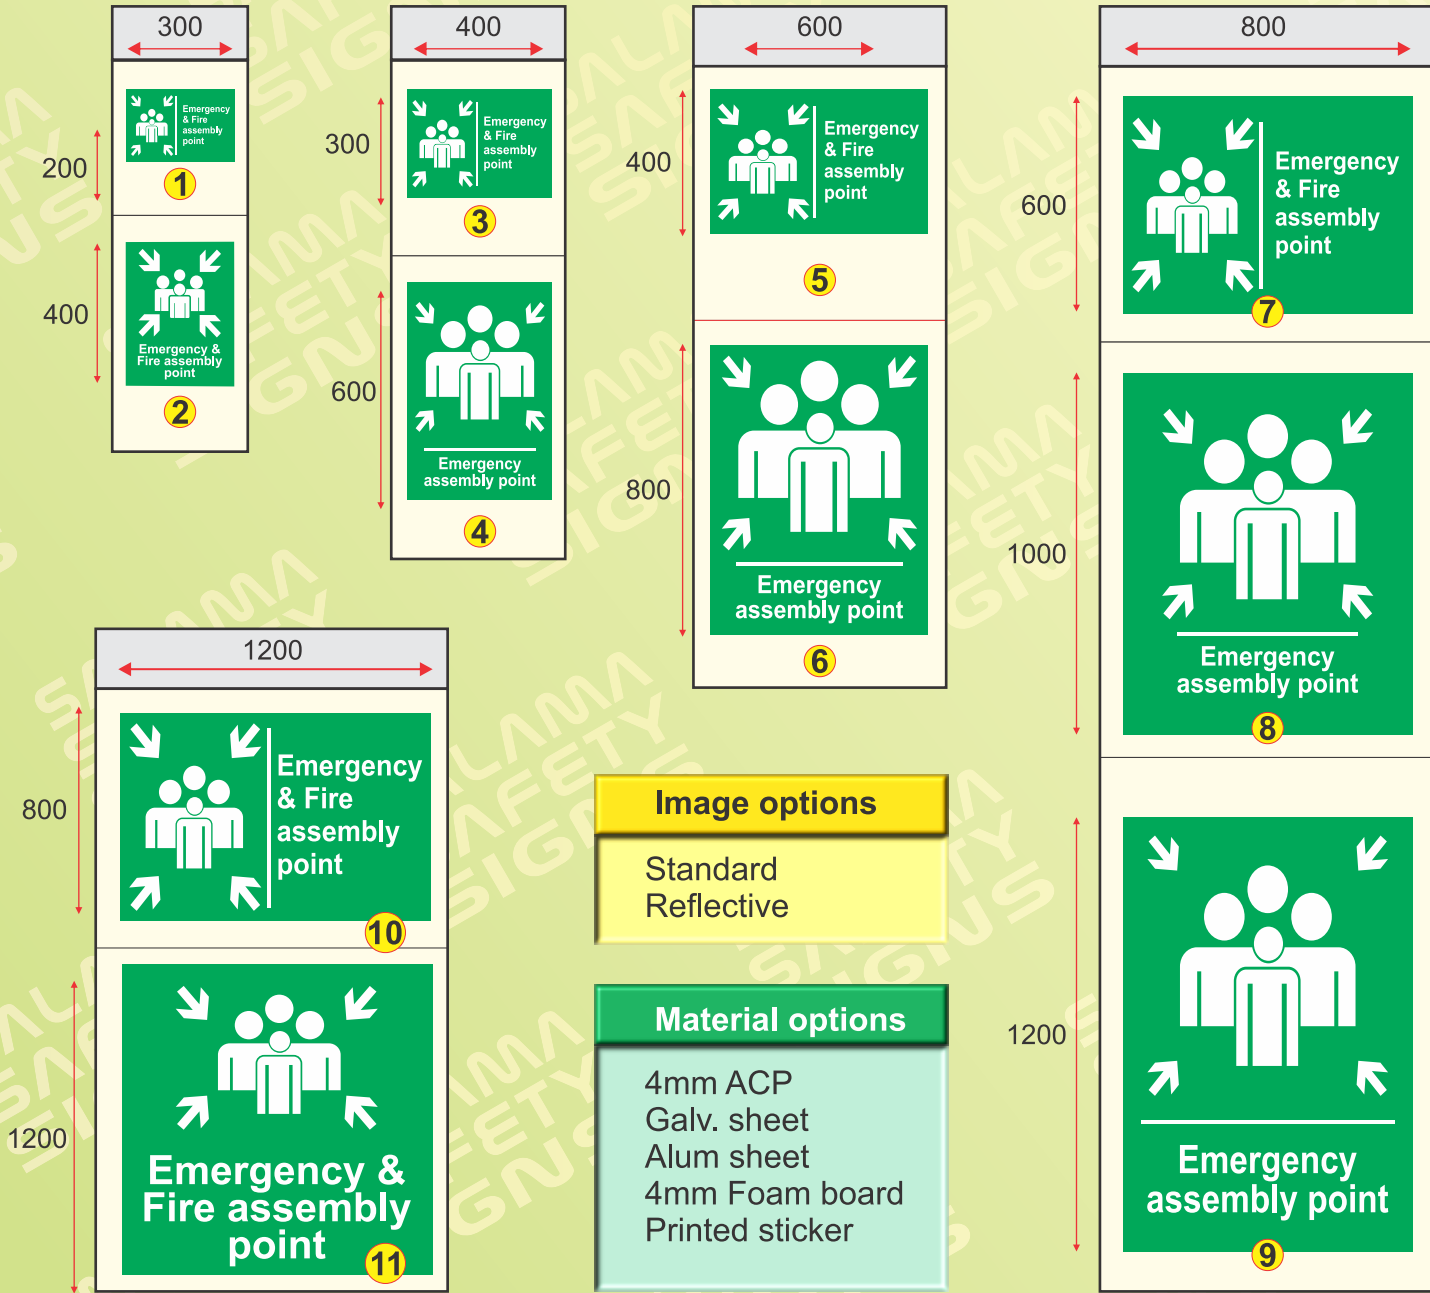 300
200
Emergency
& Fire
assembly
point
1
400
Emergency &
Fire assembly
point
2
400
300
Emergency
& Fire
assembly
point
3
600
Emergency
assembly point
4
600
400
Emergency
& Fire
assembly
point
5
800
Emergency
assembly point
6
800
600
Emergency
& Fire
assembly
point
7
1000
Emergency
assembly point
8
1200
Emergency
assembly point
9
1200
800
Emergency
& Fire
assembly
point
10
1200
Emergency &
Fire assembly
point
11
Image options
Standard
Reflective
Material options
4mm ACP
Galv. sheet
Alum sheet
4mm Foam board
Printed sticker
SALAMA
SAFETY
SIGNS